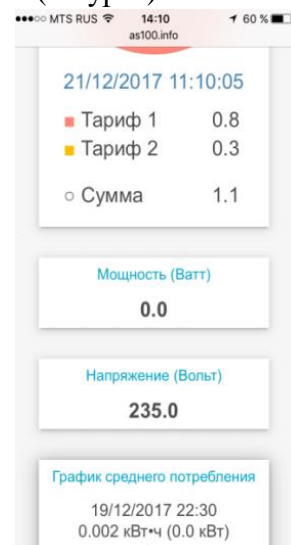 MTS RUS 14:10 60 %
as100.info
21/12/2017 11:10:05
Тариф 1 0.8
Тариф 2 0.3
Сумма 1.1
Мощность (Ватт)
0.0
Напряжение (Вольт)
235.0
График среднего потребления
19/12/2017 22:30
0.002 кВт•ч (0.0 кВт)